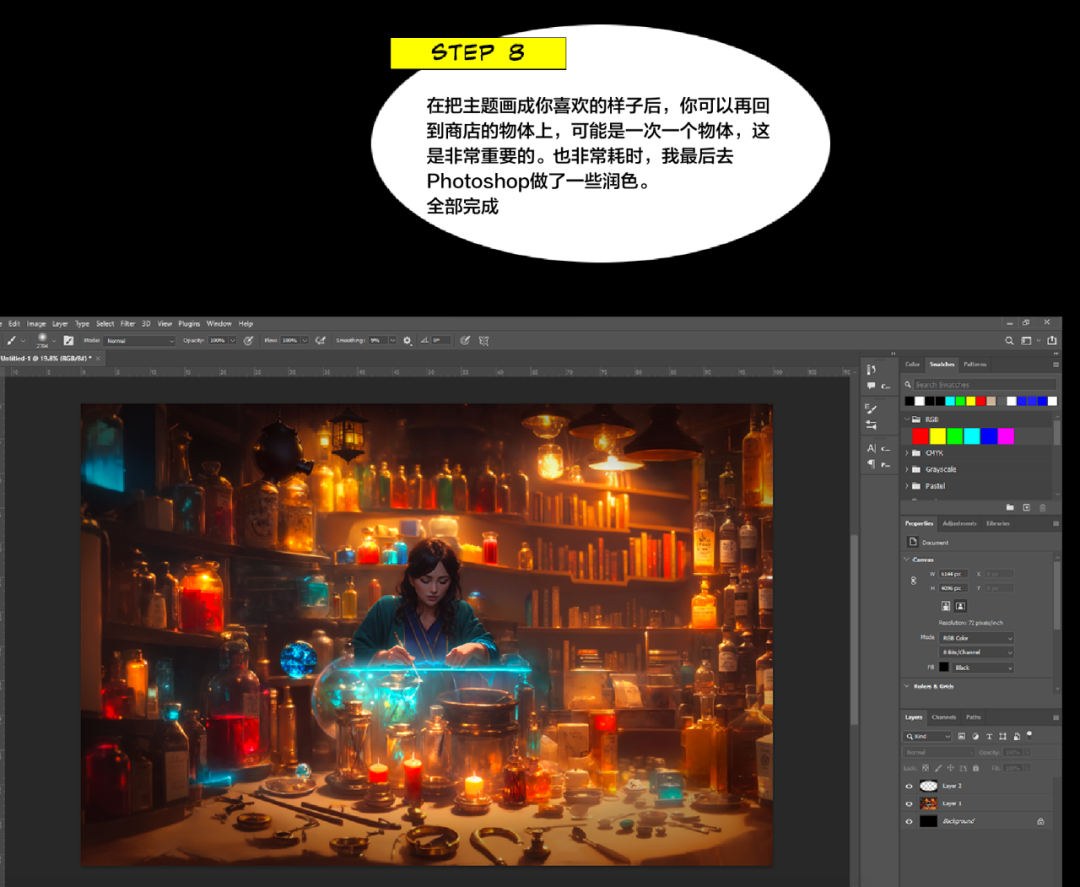 STEP 8
在把主题画成你喜欢的样子后，你可以再回
到商店的物体上，可能是一次一个物体，这
是非常重要的。也非常耗时，我最后去
Photoshop做了一些润色。
全部完成
Edit Image Layer Type Select Filter 3D View Plugins Window Help
Mode: Normal Opacity: 100% Flow: 100% Smoothing: 9% 0°
Untitled-1 @ 19.8% (RGB/8#) *
Color Swatches Patterns
Search Swatches
RGB
CMYK
Grayscale
Pastel
Properties Adjustments Libraries
Document
Canvas
W 6144 px X 0 px
H 4096 px Y 0 px
Resolution: 72 pixels/inch
Mode RGB Color
8 Bits/Channel
Fill Black
Rulers & Grids
Layers Channels Paths
Kind
Normal Opacity: 100%
Lock: Fill: 100%
Layer 2
Layer 1
Background